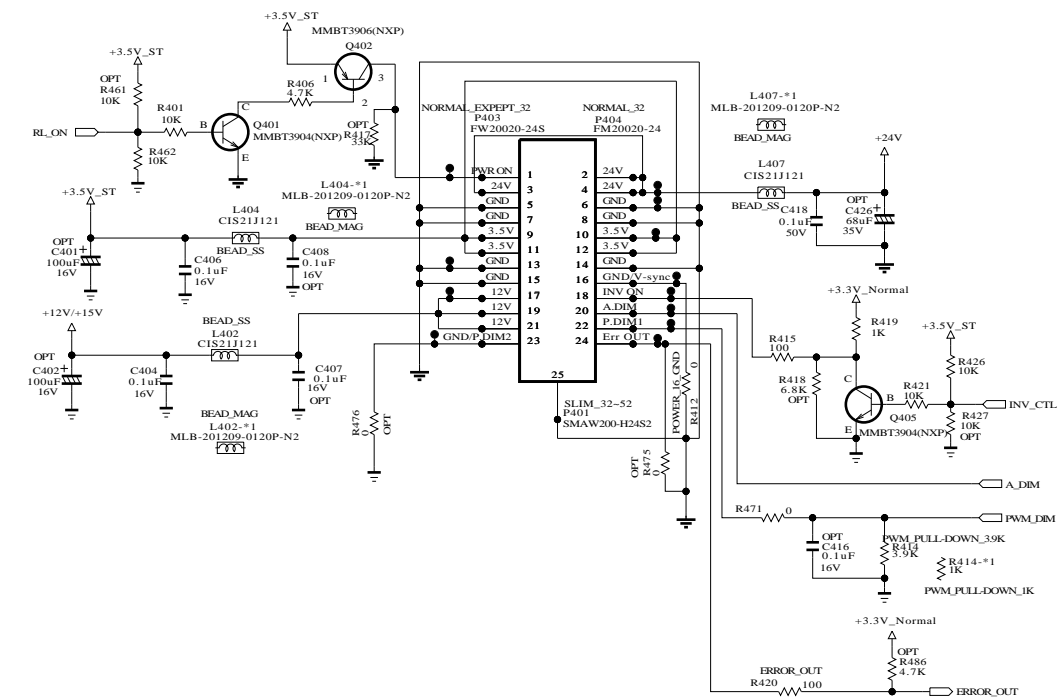 +3.5V_ST
MMBT3906(NXP)
Q402
1
3
2
+3.5V_ST
OPT
R461
10K
R406
4.7K
R401
10K
RL_ON
B
C
E
Q401
MMBT3904(NXP)
R462
10K
OPT
R417
33K
NORMAL_EXPEPT_32
P403
FW20020-24S
NORMAL_32
P404
FM20020-24
L407-*1
MLB-201209-0120P-N2
BEAD_MAG
+24V
L407
CIS21J121
BEAD_SS
C418
0.1uF
50V
OPT
C426
68uF
35V
+3.5V_ST
L404-*1
MLB-201209-0120P-N2
BEAD_MAG
L404
CIS21J121
BEAD_SS
OPT
C401
100uF
16V
C406
0.1uF
16V
C408
0.1uF
16V
OPT
PWR ON 1 2 24V
24V 3 4 24V
GND 5 6 GND
GND 7 8 GND
3.5V 9 10 3.5V
3.5V 11 12 3.5V
GND 13 14 GND
GND 15 16 GND/V-sync
12V 17 18 INV ON
12V 19 20 A.DIM
12V 21 22 P.DIM1
GND/P.DIM2 23 24 Err OUT
25
SLIM_32~52
P401
SMAW200-H24S2
+12V/+15V
BEAD_SS
L402
CIS21J121
OPT
C402
100uF
16V
C404
0.1uF
16V
C407
0.1uF
16V
OPT
BEAD_MAG
L402-*1
MLB-201209-0120P-N2
R476
0
OPT
POWER_16_GND
R412
0
OPT
R475
0
+3.3V_Normal
R419
1K
+3.5V_ST
R415
100
R418
6.8K
OPT
R426
10K
R421
10K
C
B
E
Q405
MMBT3904(NXP)
INV_CTL
R427
10K
OPT
A_DIM
R471
0
PWM_DIM
OPT
C416
0.1uF
16V
PWM_PULL-DOWN_3.9K
R414
3.9K
R414-*1
1K
PWM_PULL-DOWN_1K
+3.3V_Normal
OPT
R486
4.7K
ERROR_OUT
R420
100
ERROR_OUT